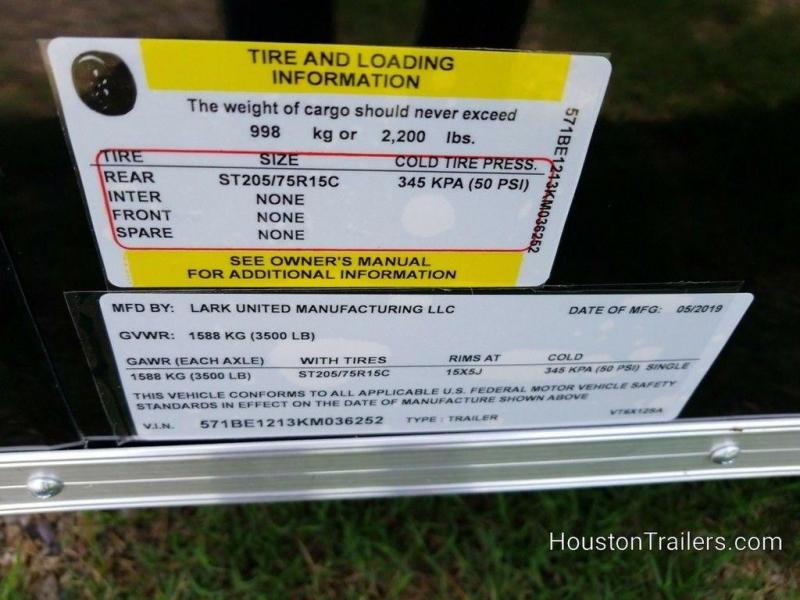 TIRE AND LOADING
INFORMATION
The weight of cargo should never exceed
998 kg or 2,200 lbs.
TIRE SIZE COLD TIRE PRESS.
REAR ST205/75R15C 345 KPA (50 PSI)
INTER NONE
FRONT NONE
SPARE NONE
SEE OWNER'S MANUAL
FOR ADDITIONAL INFORMATION
571BE1213KM036252
MFD BY: LARK UNITED MANUFACTURING LLC DATE OF MFG: 05/2019
GVWR: 1588 KG (3500 LB)
GAWR (EACH AXLE) WITH TIRES RIMS AT COLD
1588 KG (3500 LB) ST205/75R15C 15X5J 345 KPA (50 PSI) SINGLE
THIS VEHICLE CONFORMS TO ALL APPLICABLE U.S. FEDERAL MOTOR VEHICLE SAFETY
STANDARDS IN EFFECT ON THE DATE OF MANUFACTURE SHOWN ABOVE
V.I.N. 571BE1213KM036252 TYPE: TRAILER VT6X12SA
HoustonTrailers.com